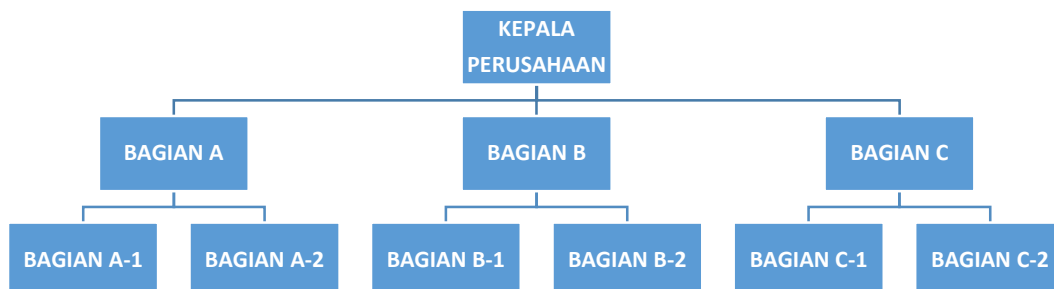 KEPALA
PERUSAHAAN
BAGIAN A
BAGIAN B
BAGIAN C
BAGIAN A-1
BAGIAN A-2
BAGIAN B-1
BAGIAN B-2
BAGIAN C-1
BAGIAN C-2